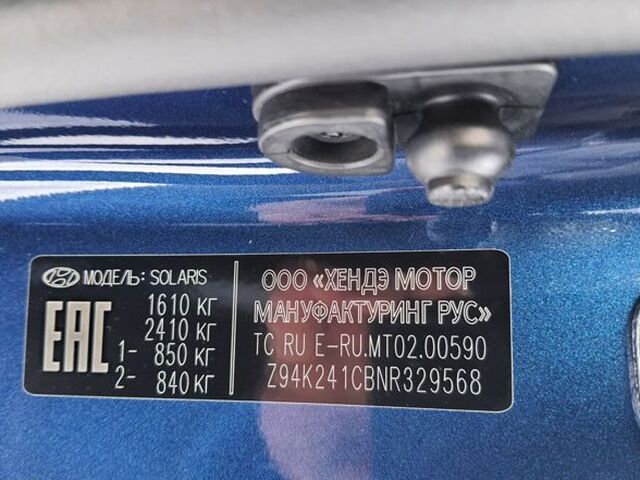 МОДЕЛЬ: SOLARIS
EAC
1610 КГ
2410 КГ
1- 850 КГ
2- 840 КГ
ООО «ХЕНДЭ МОТОР
МАНУФАКТУРИНГ РУС»
ТС RU E-RU.MT02.00590
Z94K241CBNR329568